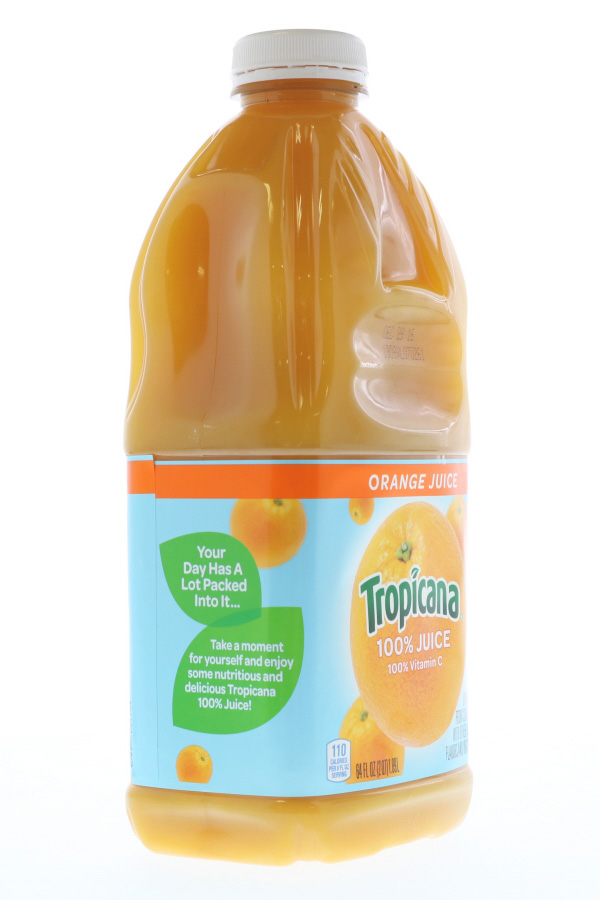 ORANGE JUICE
Your
Day Has A
Lot Packed
Into It...
Take a moment
for yourself and enjoy
some nutritious and
delicious Tropicana
100% Juice!
Tropicana
100% JUICE
100% Vitamin C
110
CALORIES
PER 8 FL OZ
SERVING
64 FL OZ (2 QT) 1.89L